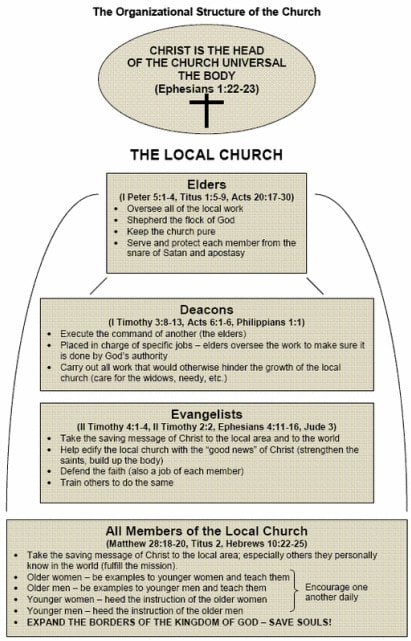 The Organizational Structure of the Church
CHRIST IS THE HEAD
OF THE CHURCH UNIVERSAL
THE BODY
(Ephesians 1:22-23)
THE LOCAL CHURCH
Elders
(I Peter 5:1-4, Titus 1:5-9, Acts 20:17-30)
• Oversee all of the local work
• Shepherd the flock of God
• Keep the church pure
• Serve and protect each member from the
snare of Satan and apostasy
Deacons
(I Timothy 3:8-13, Acts 6:1-6, Philippians 1:1)
• Execute the command of another (the elders)
• Placed in charge of specific jobs – elders oversee the work to make sure it
is done by God's authority
• Carry out all work that would otherwise hinder the growth of the local
church (care for the widows, needy, etc.)
Evangelists
(II Timothy 4:1-4, II Timothy 2:2, Ephesians 4:11-16, Jude 3)
• Take the saving message of Christ to the local area and to the world
• Help edify the local church with the "good news" of Christ (strengthen the
saints, build up the body)
• Defend the faith (also a job of each member)
• Train others to do the same
All Members of the Local Church
(Matthew 28:18-20, Titus 2, Hebrews 10:22-25)
• Take the saving message of Christ to the local area; especially others they personally
know in the world (fulfill the mission).
• Older women – be examples to younger women and teach them
• Older men – be examples to younger men and teach them
• Younger women – heed the instruction of the older women
• Younger men – heed the instruction of the older men
Encourage one
another daily
• EXPAND THE BORDERS OF THE KINGDOM OF GOD – SAVE SOULS!